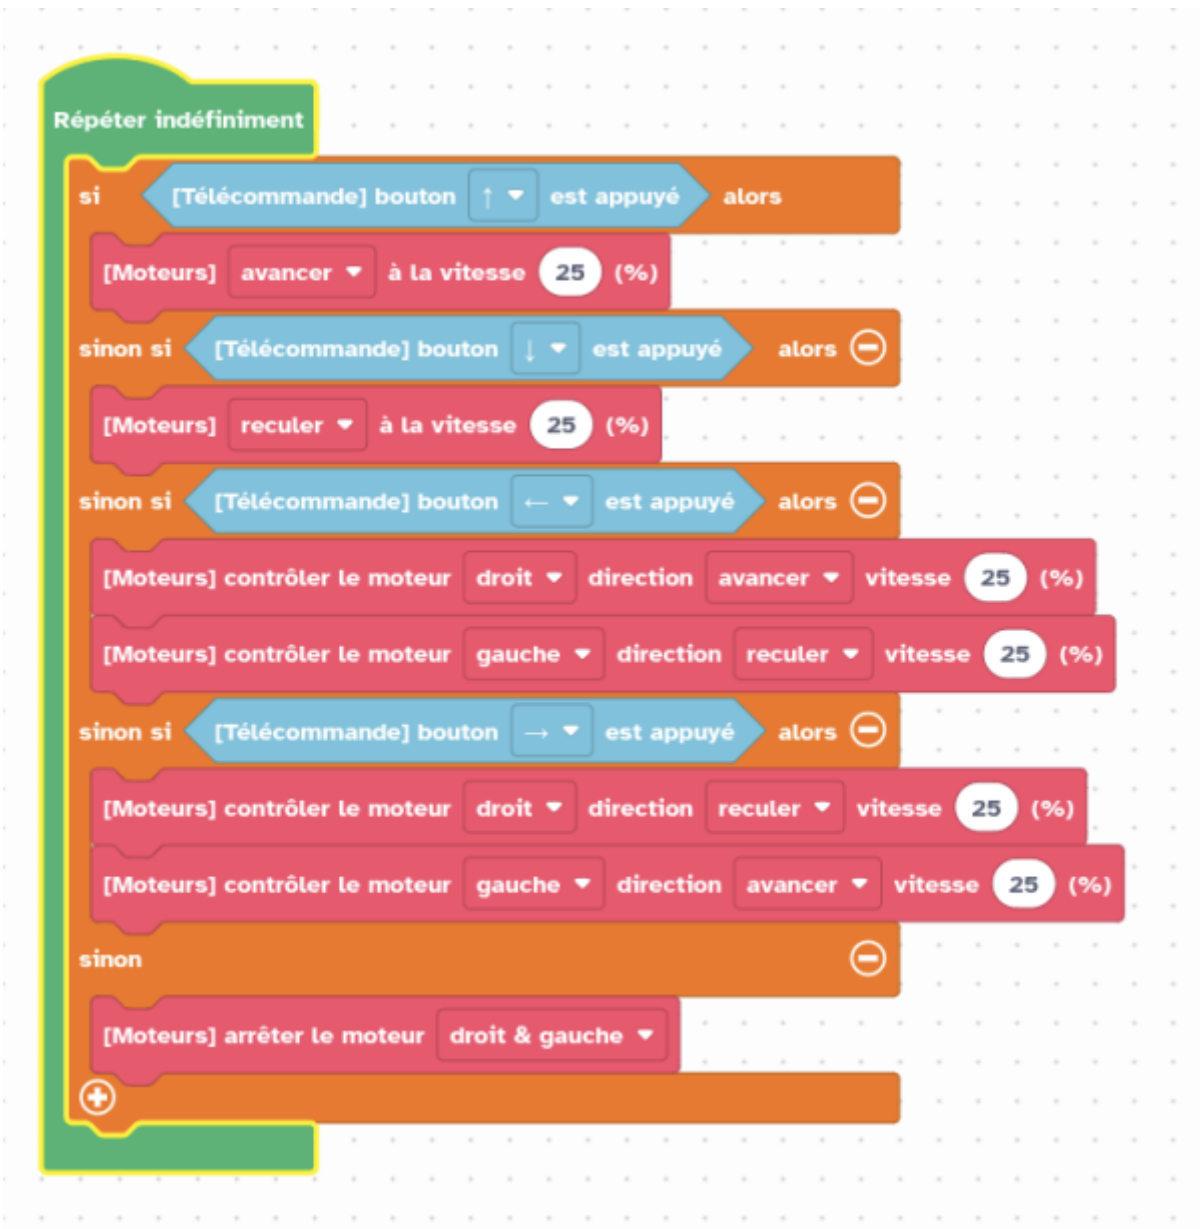 Répéter indéfiniment
si [Télécommande] bouton ↑ est appuyé alors
[Moteurs] avancer à la vitesse 25 (%)
sinon si [Télécommande] bouton ↓ est appuyé alors
[Moteurs] reculer à la vitesse 25 (%)
sinon si [Télécommande] bouton ← est appuyé alors
[Moteurs] contrôler le moteur droit direction avancer vitesse 25 (%)
[Moteurs] contrôler le moteur gauche direction reculer vitesse 25 (%)
sinon si [Télécommande] bouton → est appuyé alors
[Moteurs] contrôler le moteur droit direction reculer vitesse 25 (%)
[Moteurs] contrôler le moteur gauche direction avancer vitesse 25 (%)
sinon
[Moteurs] arrêter le moteur droit & gauche